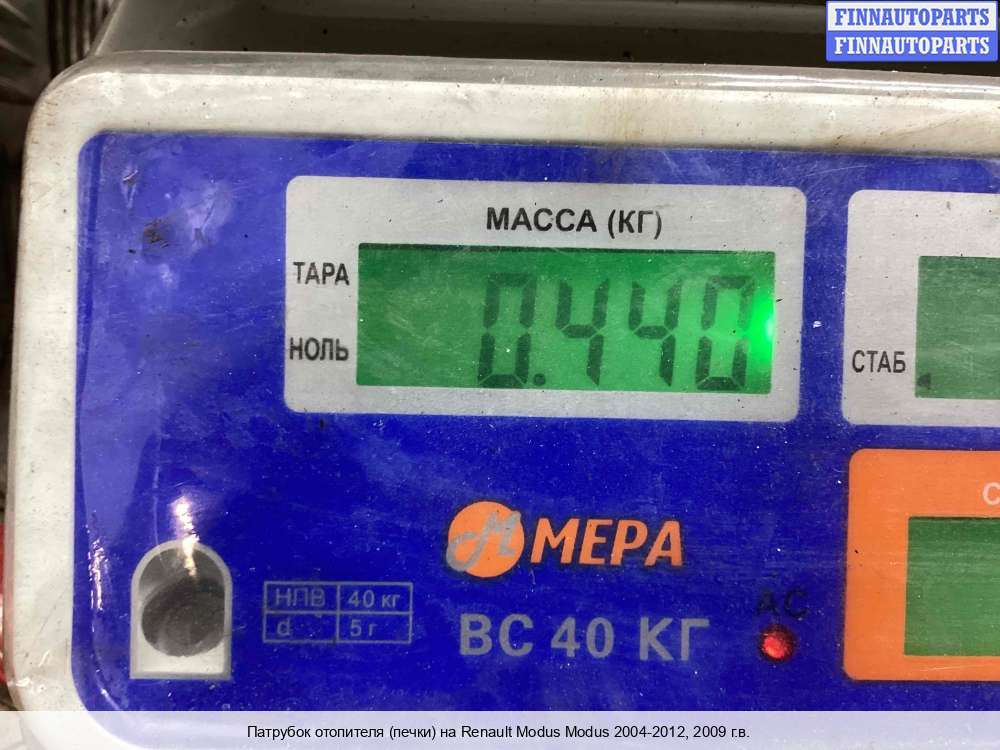 FINNAUTOPARTS
FINNAUTOPARTS
МАССА (КГ)
ТАРА
0.440
НОЛЬ
СТАБ
С
МЕРА
НПВ 40 кг
d 5 г
ВС 40 КГ
AC
Патрубок отопителя (печки) на Renault Modus Modus 2004-2012, 2009 г.в.